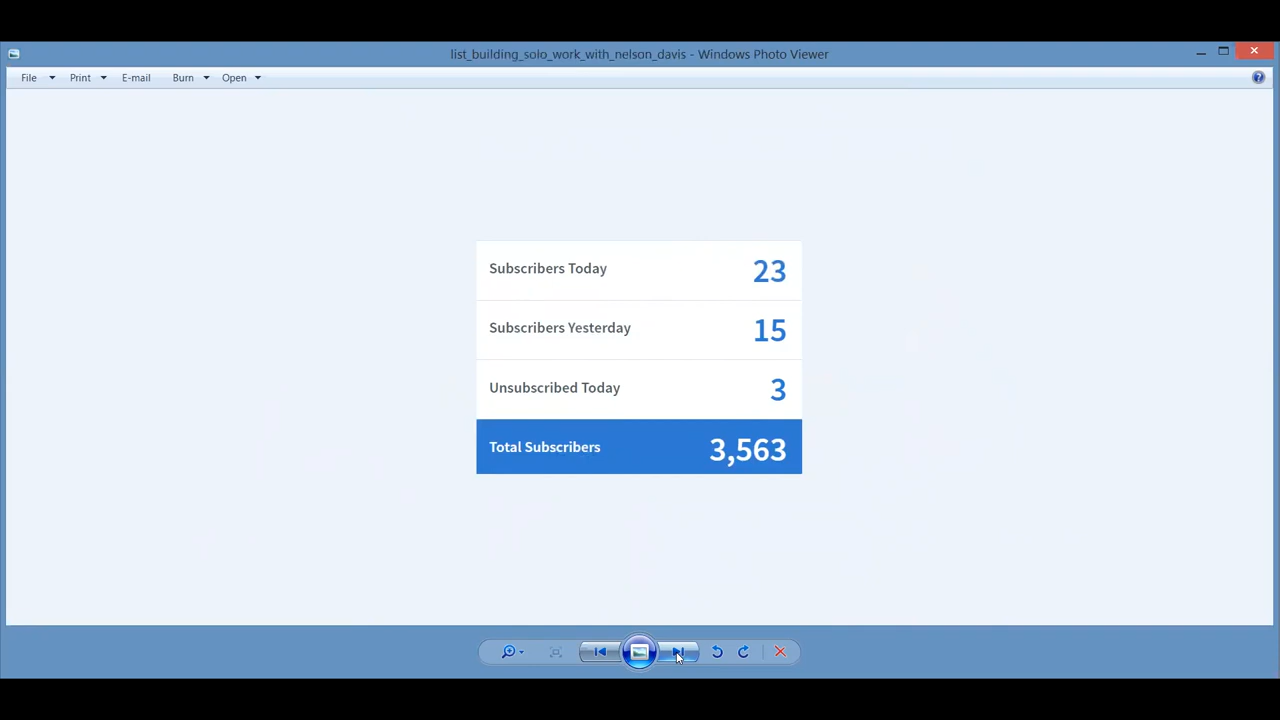 list_building_solo_work_with_nelson_davis - Windows Photo Viewer
File Print E-mail Burn Open
Subscribers Today 23
Subscribers Yesterday 15
Unsubscribed Today 3
Total Subscribers 3,563